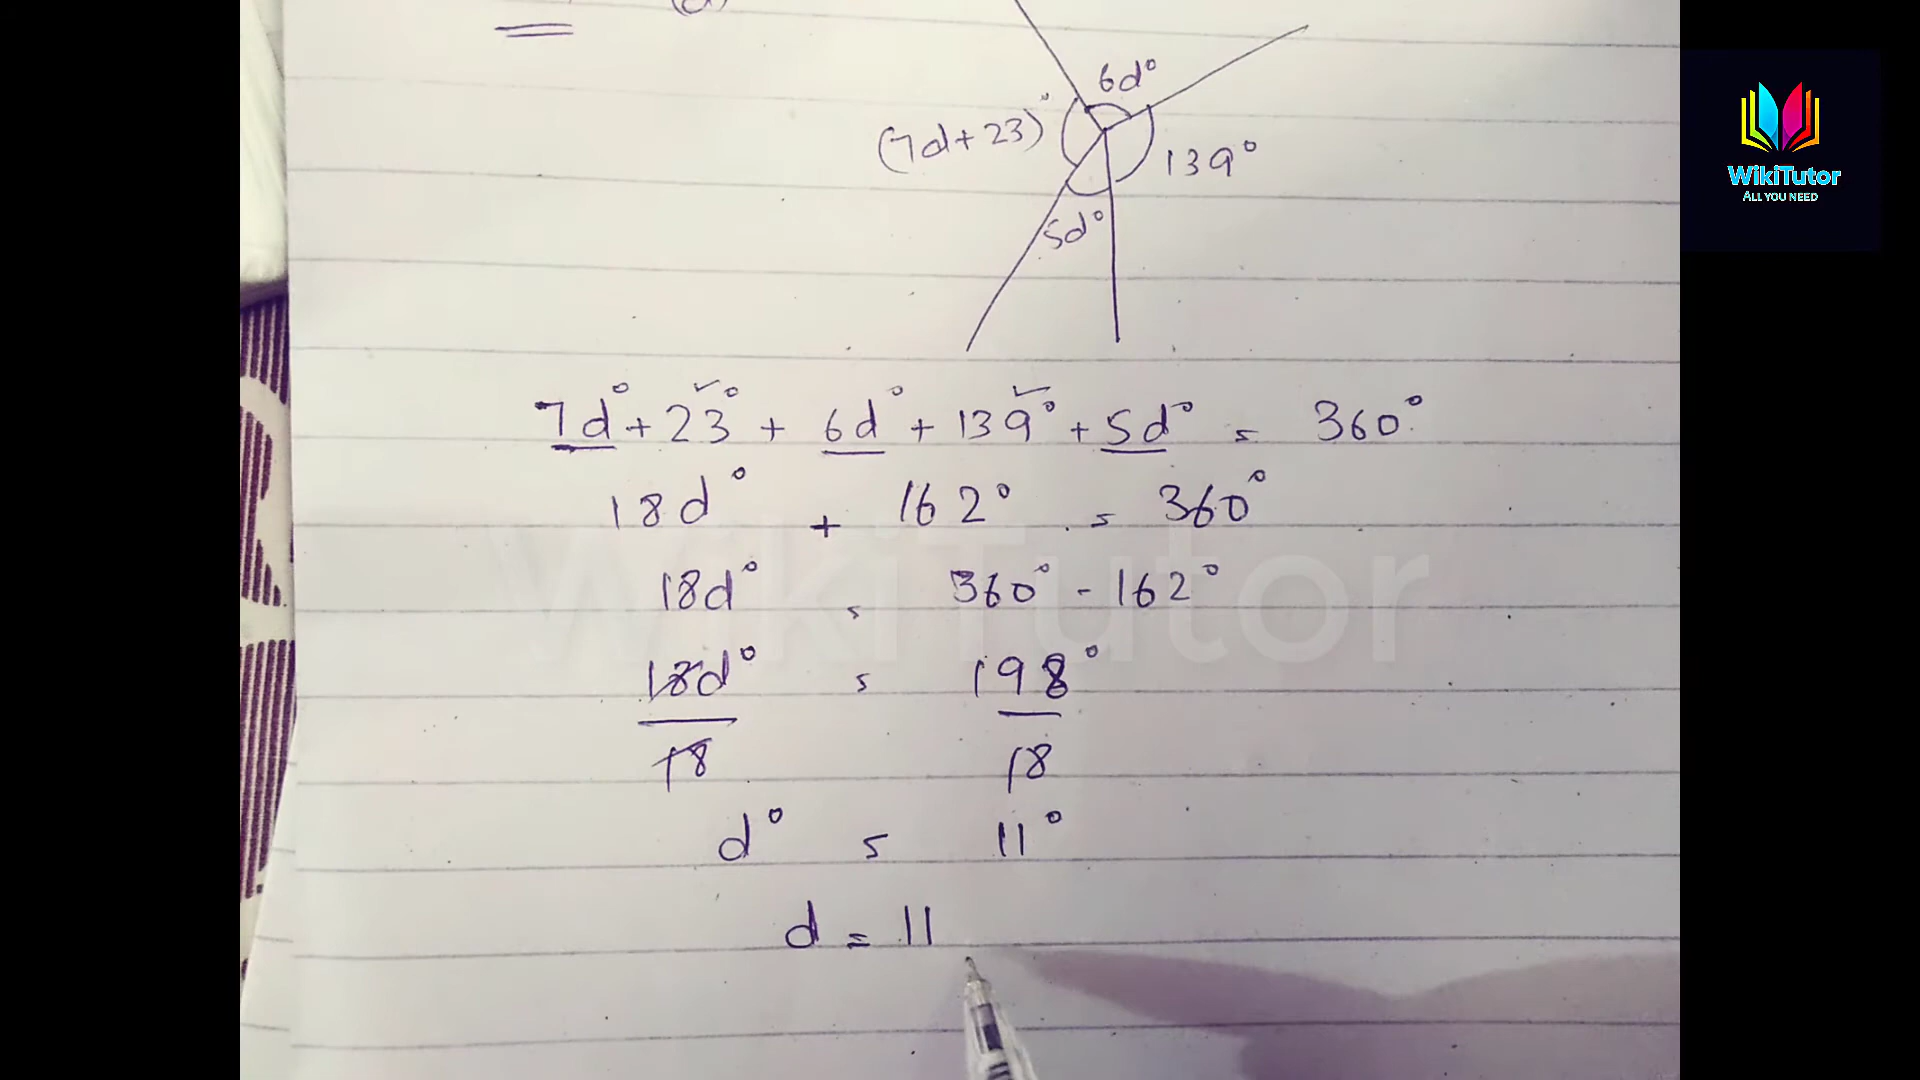 6d°
(7d+23)°
139°
5d°
WikiTutor
ALL YOU NEED
7d° + 23° + 6d° + 139° + 5d° = 360°
18d° + 162° = 360°
18d° = 360° - 162°
18d° = 198°
18 18
d° = 11°
d = 11
WikiTutor